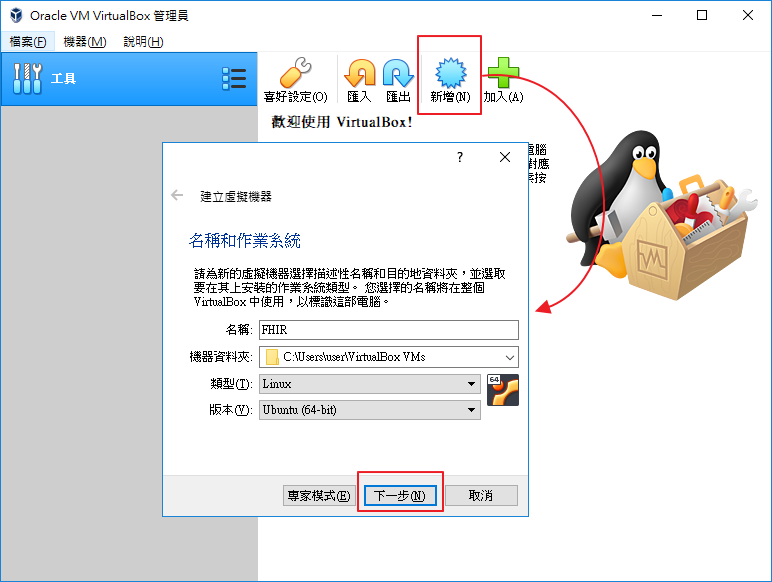 Oracle VM VirtualBox 管理員
檔案(F) 機器(M) 說明(H)
工具
喜好設定(O) 匯入 匯出 新增(N) 加入(A)
歡迎使用 VirtualBox!
電腦
對應
按
?
建立虛擬機器
名稱和作業系統
請為新的虛擬機器選擇描述性名稱和目的地資料夾，並選取
要在其上安裝的作業系統類型。 您選擇的名稱將在整個
VirtualBox 中使用，以標識這部電腦。
名稱: FHIR
機器資料夾: C:\Users\user\VirtualBox VMs
類型(T): Linux
64
版本(V): Ubuntu (64-bit)
專家模式(E) 下一步(N) 取消